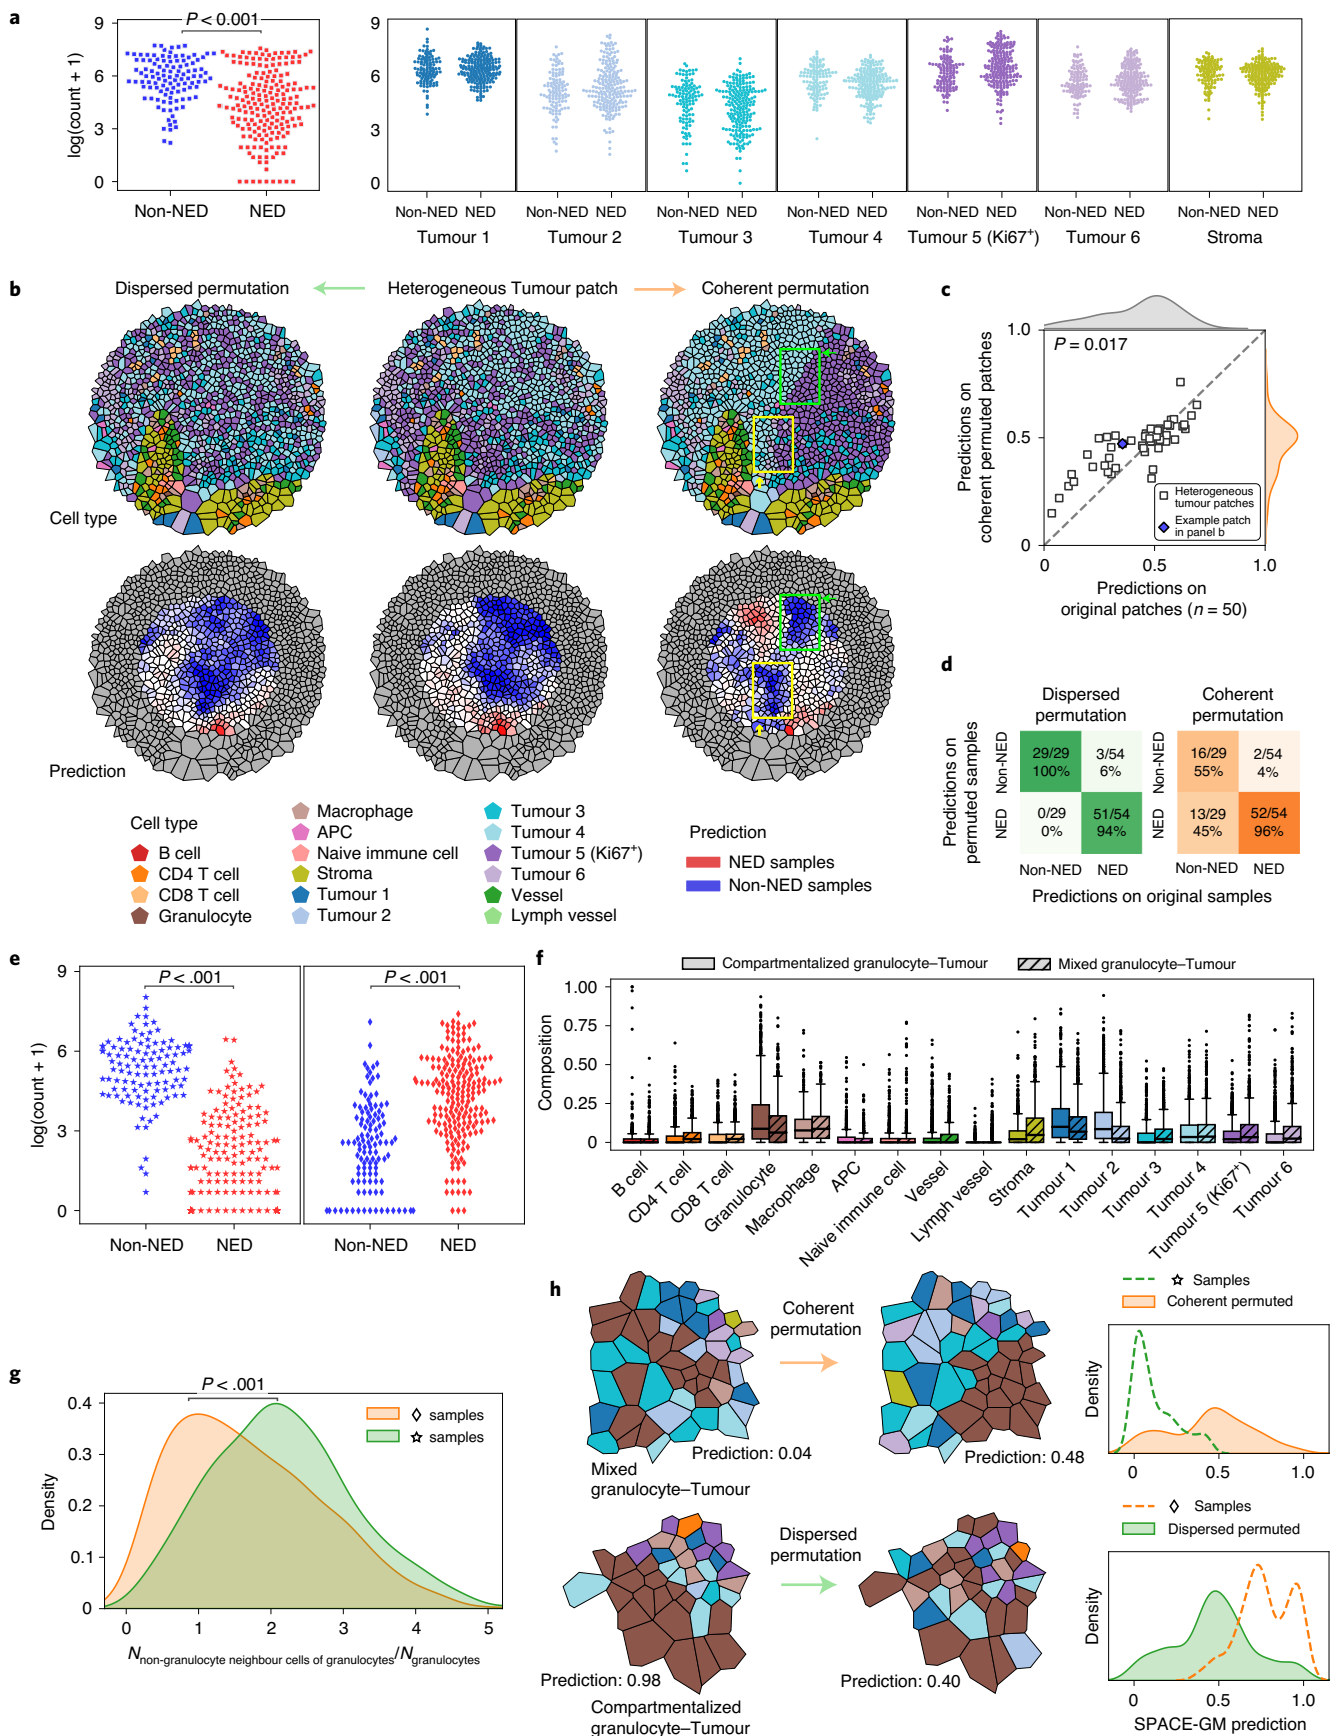 a
P < 0.001
9
6
3
0
log(count + 1)
Non-NED NED
9
6
3
0
Non-NED NED Non-NED NED Non-NED NED Non-NED NED Non-NED NED Non-NED NED Non-NED NED
Tumour 1 Tumour 2 Tumour 3 Tumour 4 Tumour 5 (Ki67+) Tumour 6 Stroma
b
Dispersed permutation Heterogeneous Tumour patch Coherent permutation
Cell type
Prediction
Cell type
B cell
CD4 T cell
CD8 T cell
Granulocyte
Macrophage
APC
Naive immune cell
Stroma
Tumour 1
Tumour 2
Tumour 3
Tumour 4
Tumour 5 (Ki67+)
Tumour 6
Vessel
Lymph vessel
Prediction
NED samples
Non-NED samples
c
P = 0.017
1.0
0.5
0
Predictions on
coherent permuted patches
Heterogeneous
tumour patches
Example patch
in panel b
0 0.5 1.0
Predictions on
original patches (n = 50)
d
Dispersed
permutation
Coherent
permutation
Predictions on
permuted samples
Non-NED
NED
29/29
100%
3/54
6%
0/29
0%
51/54
94%
Non-NED
NED
16/29
55%
2/54
4%
13/29
45%
52/54
96%
Non-NED NED Non-NED NED
Predictions on original samples
e
P < .001 P < .001
9
6
3
0
log(count + 1)
Non-NED NED Non-NED NED
f
Compartmentalized granulocyte–Tumour
Mixed granulocyte–Tumour
1.00
0.75
0.50
0.25
0
Composition
B cell
CD4 T cell
CD8 T cell
Granulocyte
Macrophage
APC
Naive immune cell
Vessel
Lymph vessel
Stroma
Tumour 1
Tumour 2
Tumour 3
Tumour 4
Tumour 5 (Ki67+)
Tumour 6
g
P < .001
0.4
0.3
0.2
0.1
0
Density
samples
samples
0 1 2 3 4 5
Nnon-granulocyte neighbour cells of granulocytes/Ngranulocytes
h
Coherent
permutation
Prediction: 0.04
Mixed
granulocyte–Tumour
Prediction: 0.48
Samples
Coherent permuted
Density
0 0.5 1.0
Dispersed
permutation
Prediction: 0.98
Compartmentalized
granulocyte–Tumour
Prediction: 0.40
Samples
Dispersed permuted
Density
0 0.5 1.0
SPACE-GM prediction